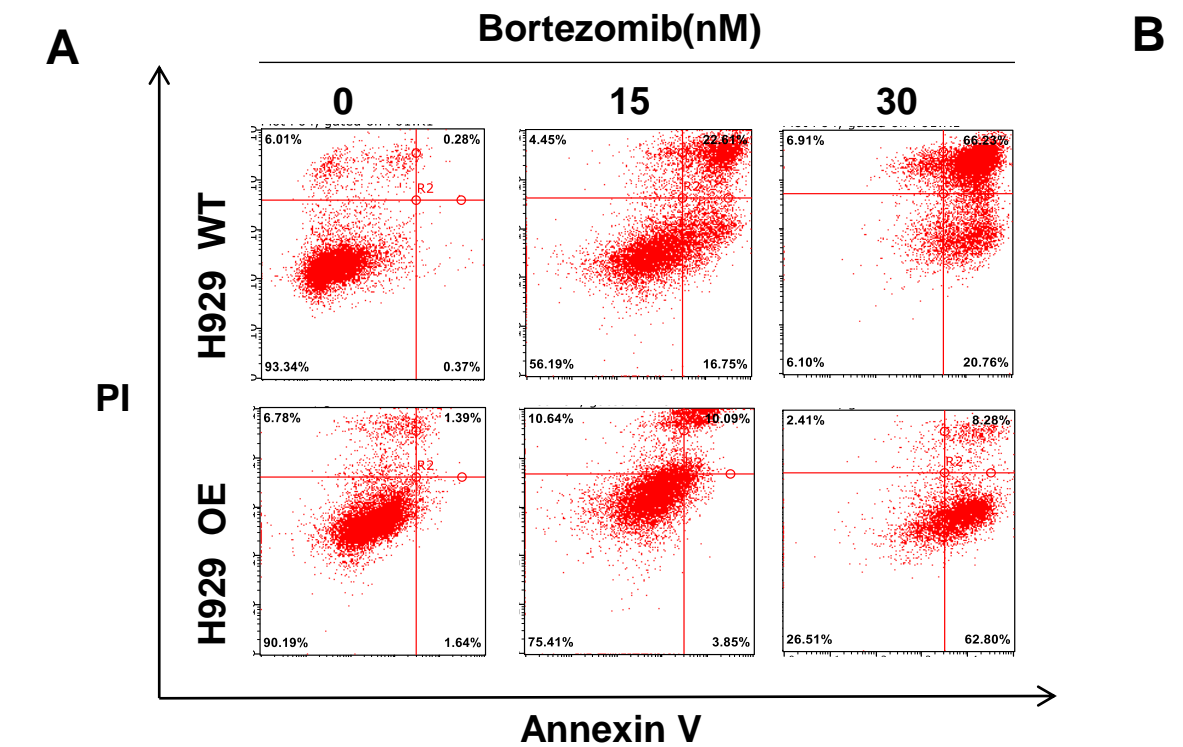 A
B
Bortezomib(nM)
0
15
30
6.01%
0.28%
4.45%
22.61%
6.91%
66.23%
R2
R2
H929 WT
93.34%
0.37%
56.19%
16.75%
6.10%
20.76%
PI
6.78%
1.39%
10.64%
10.09%
2.41%
8.28%
R2
R2
H929 OE
90.19%
1.64%
75.41%
3.85%
26.51%
62.80%
Annexin V